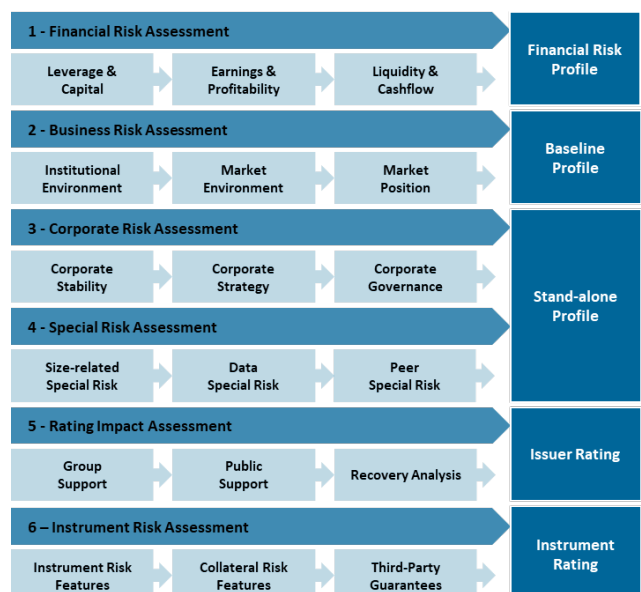 1 - Financial Risk Assessment
Financial Risk
Profile
Leverage &
Capital
Earnings &
Profitability
Liquidity &
Cashflow
2 - Business Risk Assessment
Baseline
Profile
Institutional
Environment
Market
Environment
Market
Position
3 - Corporate Risk Assessment
Corporate
Stability
Corporate
Strategy
Corporate
Governance
Stand-alone
Profile
4 - Special Risk Assessment
Size-related
Special Risk
Data
Special Risk
Peer
Special Risk
5 - Rating Impact Assessment
Issuer Rating
Group
Support
Public
Support
Recovery Analysis
6 – Instrument Risk Assessment
Instrument
Rating
Instrument Risk
Features
Collateral Risk
Features
Third-Party
Guarantees